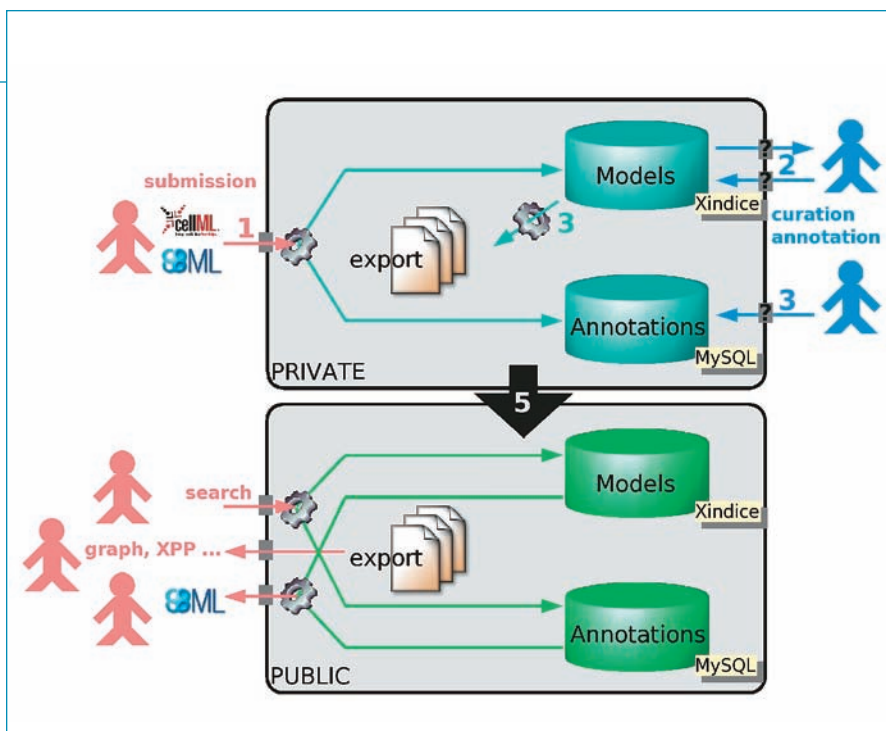 submission
cellML.
1
SBML
export
3
Models
Xindice
?
2
?
curation
annotation
?
3
Annotations
MySQL
PRIVATE
5
search
graph, XPP ...
SBML
export
Models
Xindice
Annotations
MySQL
PUBLIC